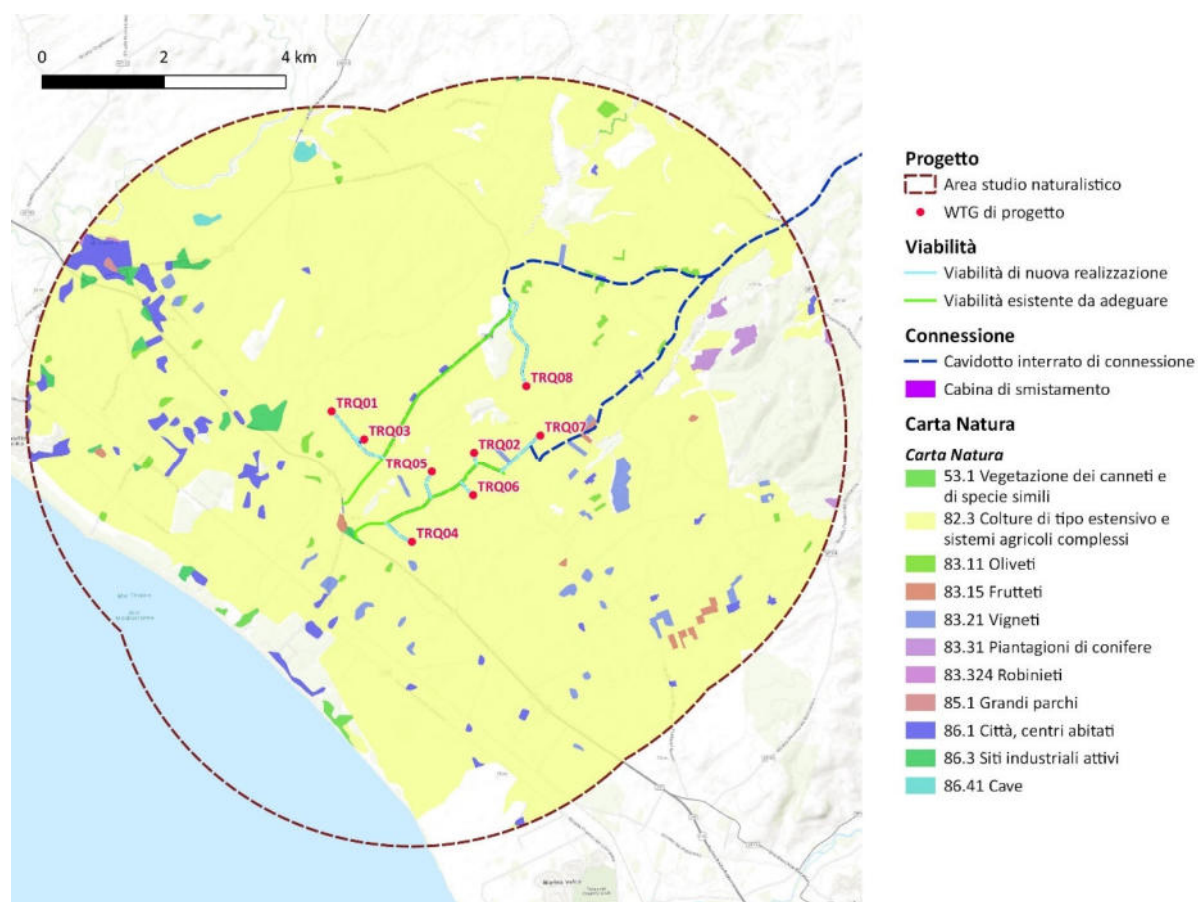 0
2
4 km
TRQ08
TRQ01
TRQ03
TRQ07
TRQ02
TRQ05
TRQ06
TRQ04
Progetto
Area studio naturalistico
WTG di progetto
Viabilità
Viabilità di nuova realizzazione
Viabilità esistente da adeguare
Connessione
Cavidotto interrato di connessione
Cabina di smistamento
Carta Natura
Carta Natura
53.1 Vegetazione dei canneti e
di specie simili
82.3 Colture di tipo estensivo e
sistemi agricoli complessi
83.11 Oliveti
83.15 Frutteti
83.21 Vigneti
83.31 Piantagioni di conifere
83.324 Robinieti
85.1 Grandi parchi
86.1 Città, centri abitati
86.3 Siti industriali attivi
86.41 Cave